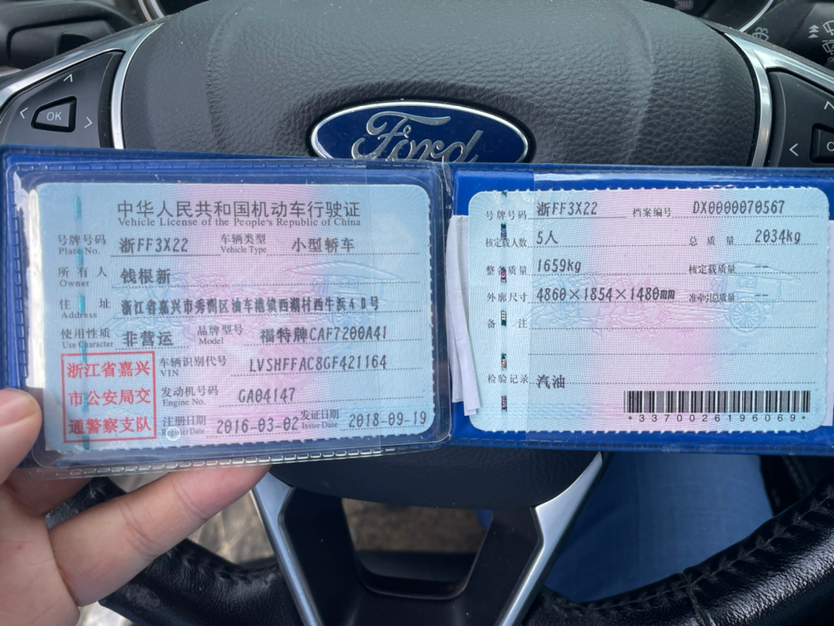 OK
Ford
中华人民共和国机动车行驶证
Vehicle License of the People's Republic of China
号牌号码 浙FF3X22 车辆类型 小型轿车
Plate No. Vehicle Type
所有人 钱根新
Owner
住址 浙江省嘉兴市秀洲区油车港镇西湖村西牛浜40号
Address
使用性质 非营运 品牌型号 福特牌CAF7200A41
Use Character Model
浙江省嘉兴
市公安局交
通警察支队
车辆识别代号 LVSHFFAC8GF421164
VIN
发动机号码 GA04147
Engine No.
注册日期 2016-03-02 发证日期 2018-09-19
Register Date Issue Date
号牌号码 浙FF3X22 档案编号 DX0000070567
核定载人数 5人 总质量 2034kg
整备质量 1659kg 核定载质量 --
外廓尺寸 4860×1854×1480mm 准牵引总质量 --
备注
检验记录 汽油
*3370026196069*